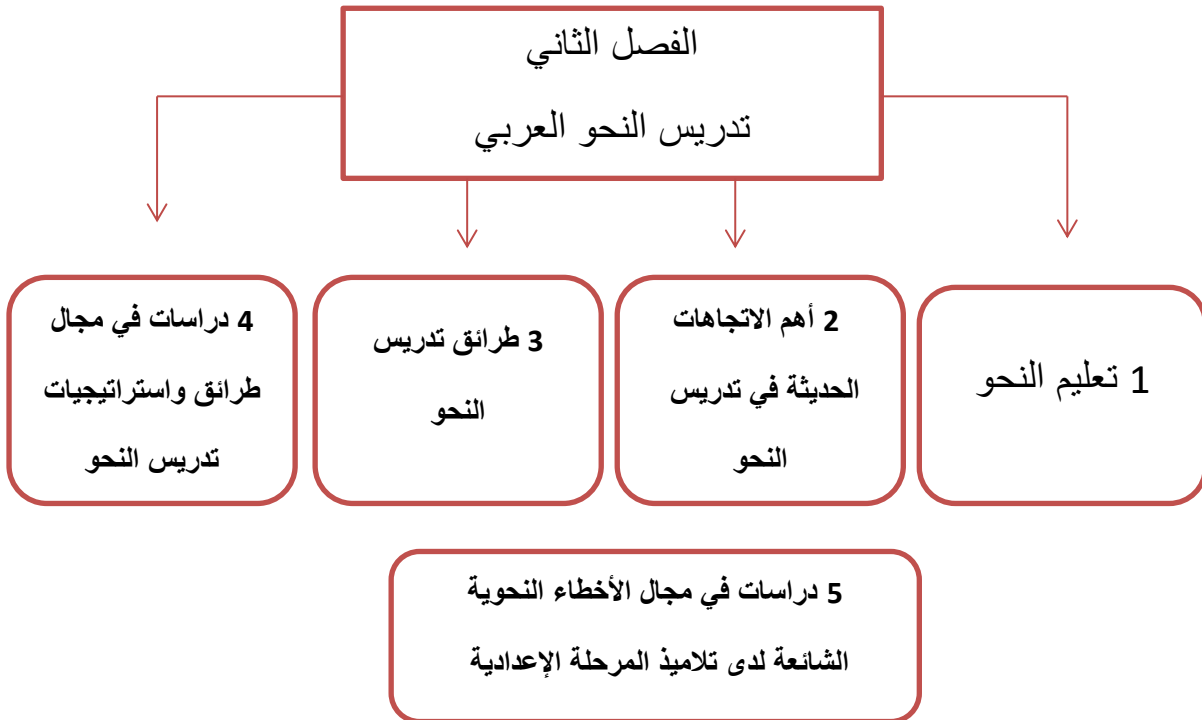 الفصل الثاني
تدريس النحو العربي
1 تعليم النحو
2 أهم الاتجاهات
الحديثة في تدريس
النحو
3 طرائق تدريس
النحو
4 دراسات في مجال
طرائق واستراتيجيات
تدريس النحو
5 دراسات في مجال الأخطاء النحوية
الشائعة لدى تلاميذ المرحلة الإعدادية